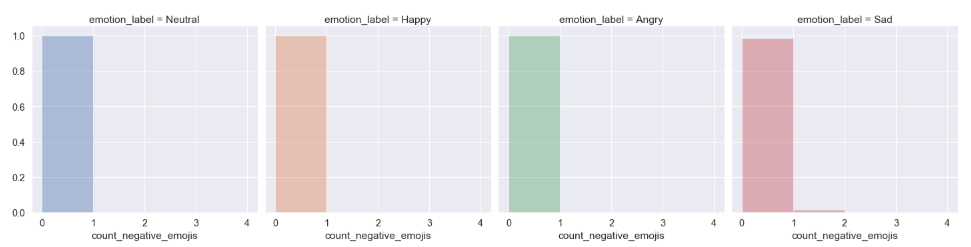 emotion_label = Neutral
emotion_label = Happy
emotion_label = Angry
emotion_label = Sad
1.0
0.8
0.6
0.4
0.2
0.0
0 1 2 3 4
0 1 2 3 4
0 1 2 3 4
0 1 2 3 4
count_negative_emojis
count_negative_emojis
count_negative_emojis
count_negative_emojis